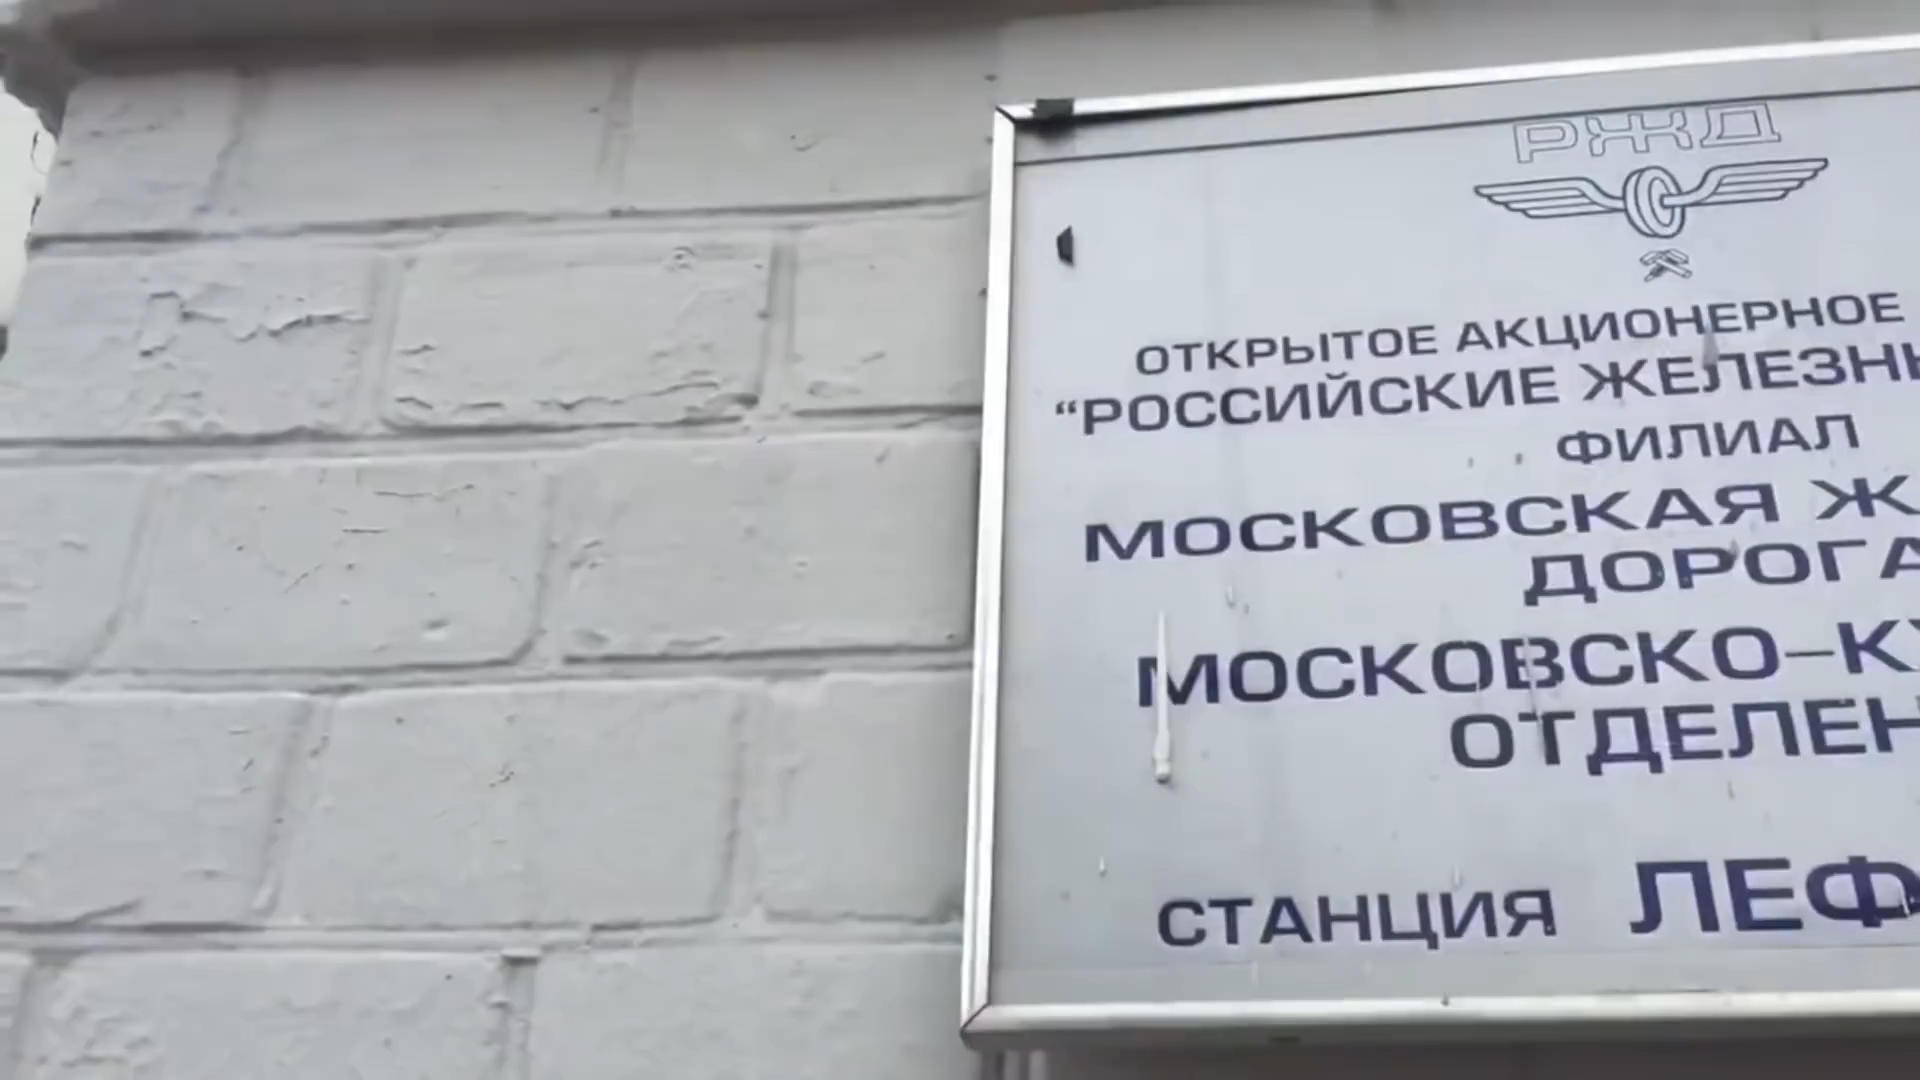 РЖД
ОТКРЫТОЕ АКЦИОНЕРНОЕ
“РОССИЙСКИЕ ЖЕЛЕЗН
ФИЛИАЛ
МОСКОВСКАЯ Ж
ДОРОГА
МОСКОВСКО–К
ОТДЕЛЕН
СТАНЦИЯ ЛЕФ